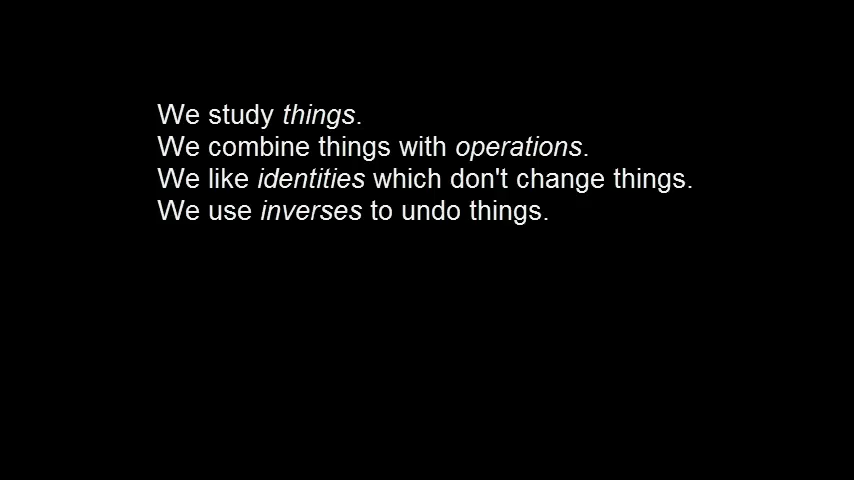 We study things.
We combine things with operations.
We like identities which don't change things.
We use inverses to undo things.